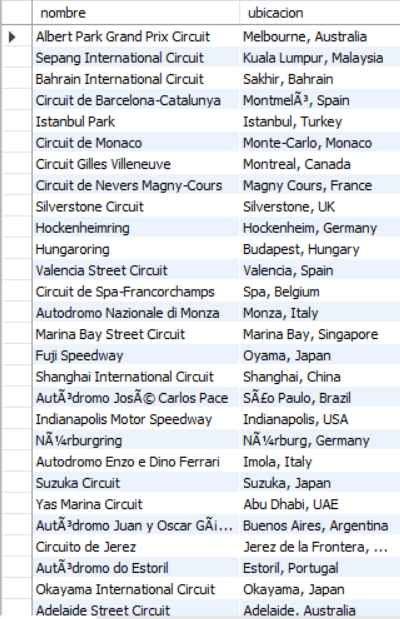 nombre ubicacion
Albert Park Grand Prix Circuit Melbourne, Australia
Sepang International Circuit Kuala Lumpur, Malaysia
Bahrain International Circuit Sakhir, Bahrain
Circuit de Barcelona-Catalunya MontmelÃ³, Spain
Istanbul Park Istanbul, Turkey
Circuit de Monaco Monte-Carlo, Monaco
Circuit Gilles Villeneuve Montreal, Canada
Circuit de Nevers Magny-Cours Magny Cours, France
Silverstone Circuit Silverstone, UK
Hockenheimring Hockenheim, Germany
Hungaroring Budapest, Hungary
Valencia Street Circuit Valencia, Spain
Circuit de Spa-Francorchamps Spa, Belgium
Autodromo Nazionale di Monza Monza, Italy
Marina Bay Street Circuit Marina Bay, Singapore
Fuji Speedway Oyama, Japan
Shanghai International Circuit Shanghai, China
AutÃ³dromo JosÃ© Carlos Pace SÃ£o Paulo, Brazil
Indianapolis Motor Speedway Indianapolis, USA
NÃ¼rburgring NÃ¼rburg, Germany
Autodromo Enzo e Dino Ferrari Imola, Italy
Suzuka Circuit Suzuka, Japan
Yas Marina Circuit Abu Dhabi, UAE
AutÃ³dromo Juan y Oscar GÃ¡... Buenos Aires, Argentina
Circuito de Jerez Jerez de la Frontera, ...
AutÃ³dromo do Estoril Estoril, Portugal
Okayama International Circuit Okayama, Japan
Adelaide Street Circuit Adelaide, Australia